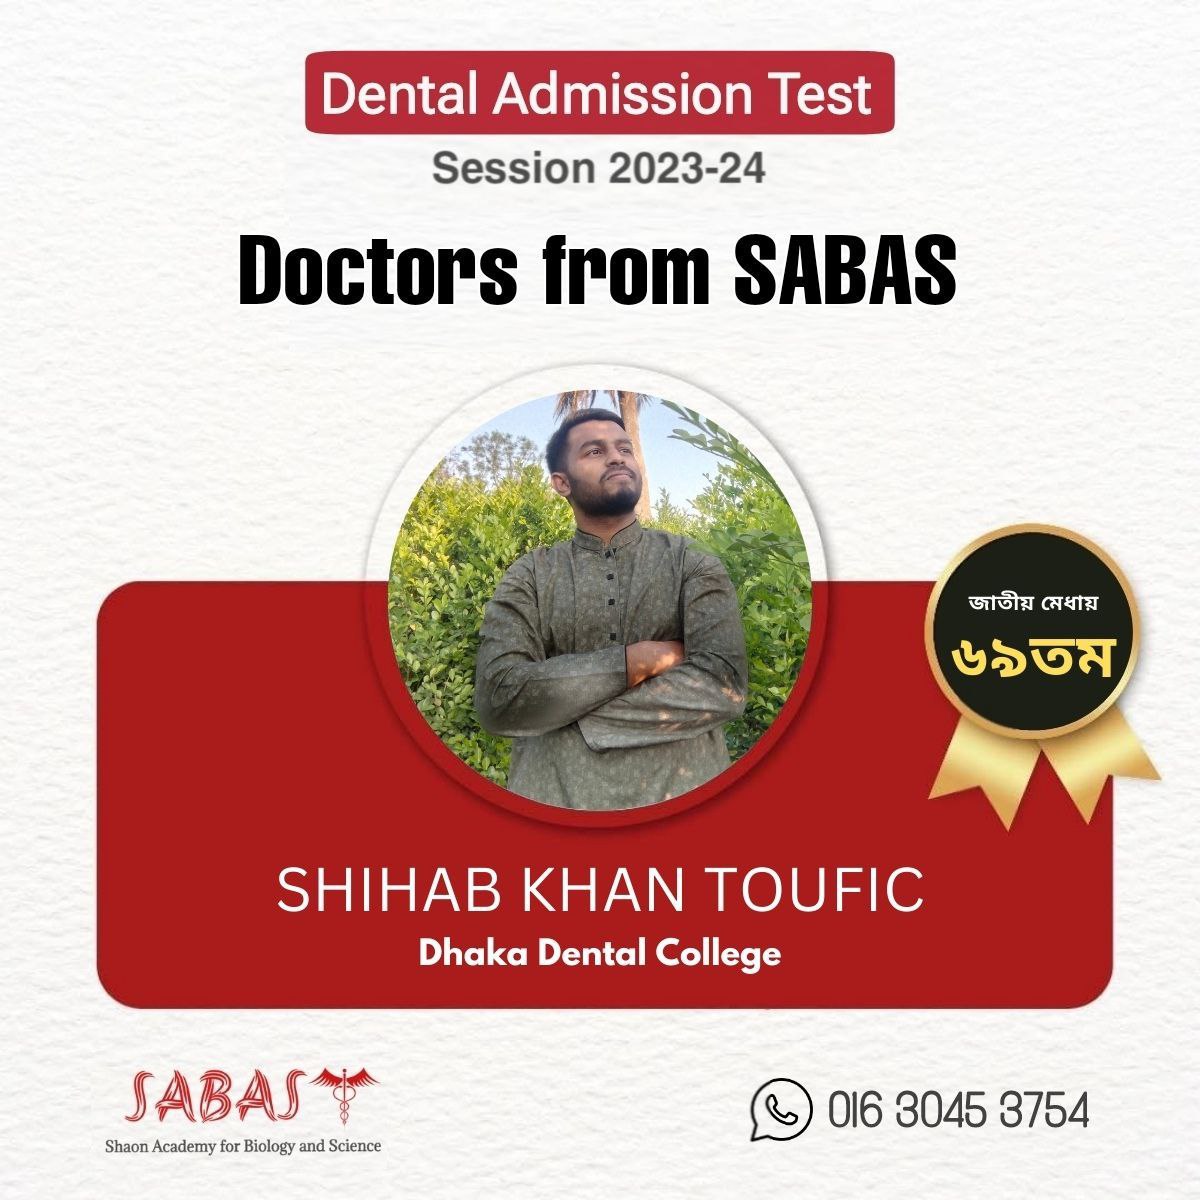 Dental Admission Test
Session 2023-24
Doctors from SABAS
জাতীয় মেধায়
৬৯তম
SHIHAB KHAN TOUFIC
Dhaka Dental College
SABAS
Shaon Academy for Biology and Science
016 3045 3754